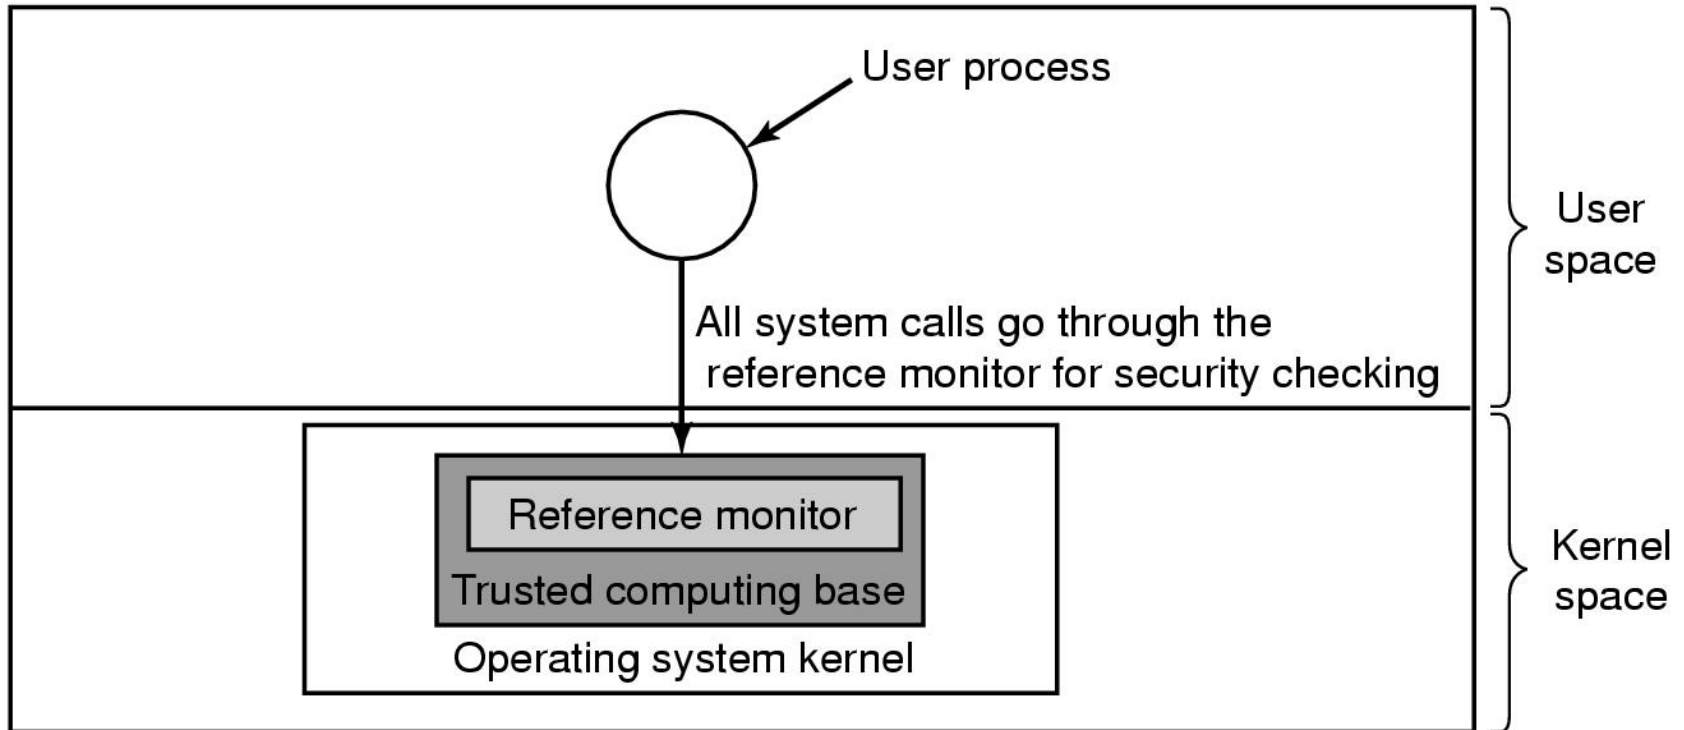 User process
User
space
All system calls go through the
reference monitor for security checking
Reference monitor
Trusted computing base
Operating system kernel
Kernel
space